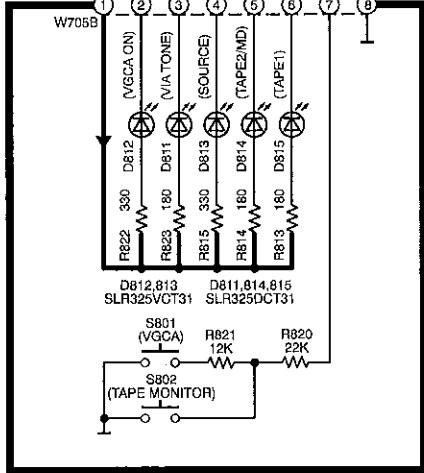 1 2 3 4 5 6 7 8
W705B
(VGCA ON)
(VIA TONE)
(SOURCE)
(TAPE2/MD)
(TAPE1)
D812
D811
D813
D814
D815
330
180
330
180
180
R822
R823
R815
R814
R813
D812,813
SLR325VCT31
D811,814,815
SLR325DCT31
S801
(VGCA)
R821
12K
R820
22K
S802
(TAPE MONITOR)